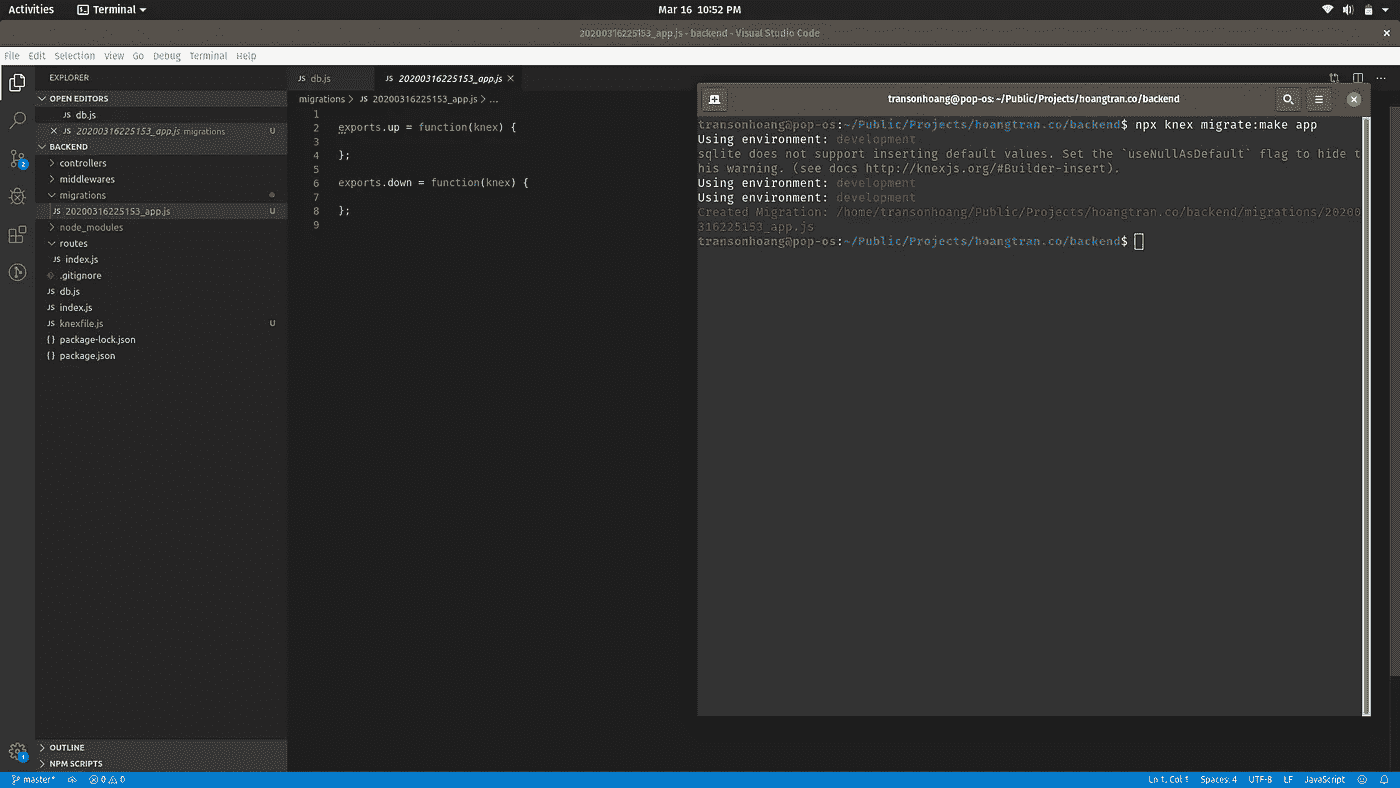 Activities Terminal Mar 16 10:52 PM
20200316225153_app.js - backend - Visual Studio Code
File Edit Selection View Go Debug Terminal Help
EXPLORER
OPEN EDITORS
JS db.js
JS 20200316225153_app.js migrations U
BACKEND
controllers
middlewares
migrations
JS 20200316225153_app.js U
node_modules
routes
JS index.js
.gitignore
JS db.js
JS index.js
JS knexfile.js U
{} package-lock.json
{} package.json
OUTLINE
NPM SCRIPTS
2
1
JS db.js JS 20200316225153_app.js
migrations > JS 20200316225153_app.js > ...
1
2 exports.up = function(knex) {
3
4 };
5
6 exports.down = function(knex) {
7
8 };
9
transonhoang@pop-os: ~/Public/Projects/hoangtran.co/backend
transonhoang@pop-os:~/Public/Projects/hoangtran.co/backend$ npx knex migrate:make app
Using environment: development
sqlite does not support inserting default values. Set the `useNullAsDefault` flag to hide t
his warning. (see docs http://knexjs.org/#Builder-insert).
Using environment: development
Using environment: development
Created Migration: /home/transonhoang/Public/Projects/hoangtran.co/backend/migrations/20200
316225153_app.js
transonhoang@pop-os:~/Public/Projects/hoangtran.co/backend$
master* 0 0 Ln 1, Col 1 Spaces: 4 UTF-8 LF JavaScript